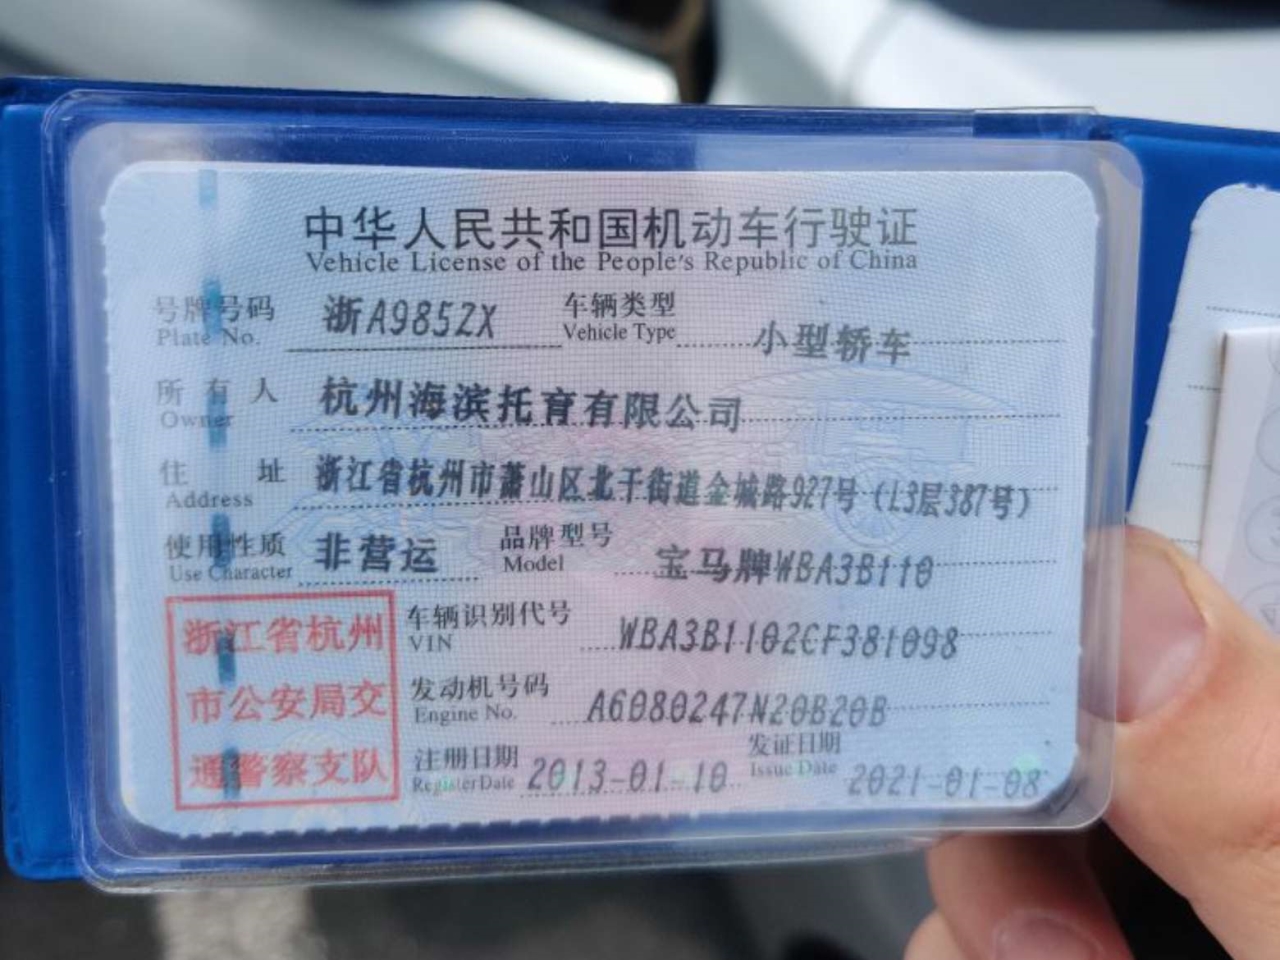 中华人民共和国机动车行驶证
Vehicle License of the People's Republic of China
号牌号码 浙A985ZX 车辆类型 小型轿车
Plate No. Vehicle Type
所有人 杭州海滨托育有限公司
Owner
住址 浙江省杭州市萧山区北干街道金城路927号（L3层387号）
Address
使用性质 非营运 品牌型号 宝马牌WBA3B110
Use Character Model
浙江省杭州
市公安局交
通警察支队
车辆识别代号 WBA3B1102CF381098
VIN
发动机号码 A6080247N20B20B
Engine No.
注册日期 2013-01-10 发证日期 2021-01-08
RegisterDate Issue Date